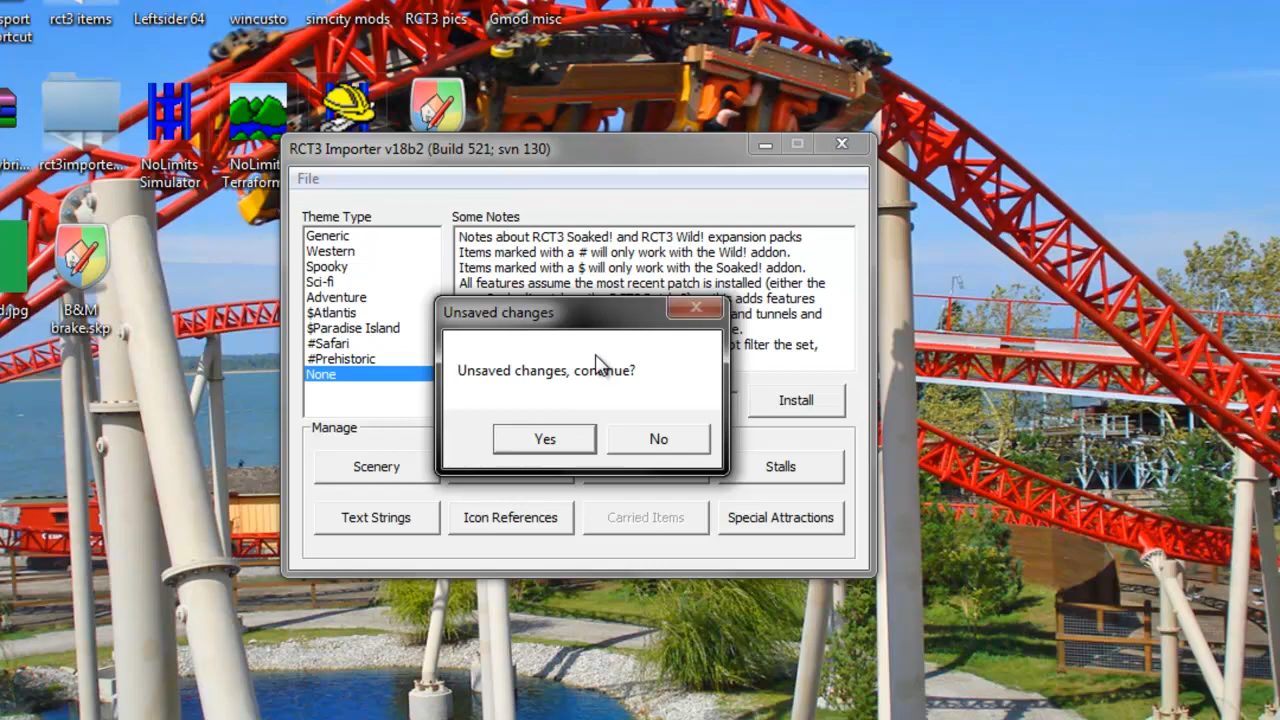 sport
rct3 items
Leftsider 64
wincusto
simcity mods
RCT3 pics
Gmod misc
rct3importe...
NoLimits
Simulator
NoLimit
Terraform
B&M
brake.skp
d.jpg
RCT3 Importer v18b2 (Build 521; svn 130)
File
Theme Type
Generic
Western
Spooky
Sci-fi
Adventure
$Atlantis
$Paradise Island
#Safari
#Prehistoric
None
Some Notes
Notes about RCT3 Soaked! and RCT3 Wild! expansion packs
Items marked with a # will only work with the Wild! addon.
Items marked with a $ will only work with the Soaked! addon.
All features assume the most recent patch is installed (either the
adds features
and tunnels and
ot filter the set,
Unsaved changes
Unsaved changes, continue?
Yes
No
Install
Manage
Scenery
Stalls
Text Strings
Icon References
Carried Items
Special Attractions